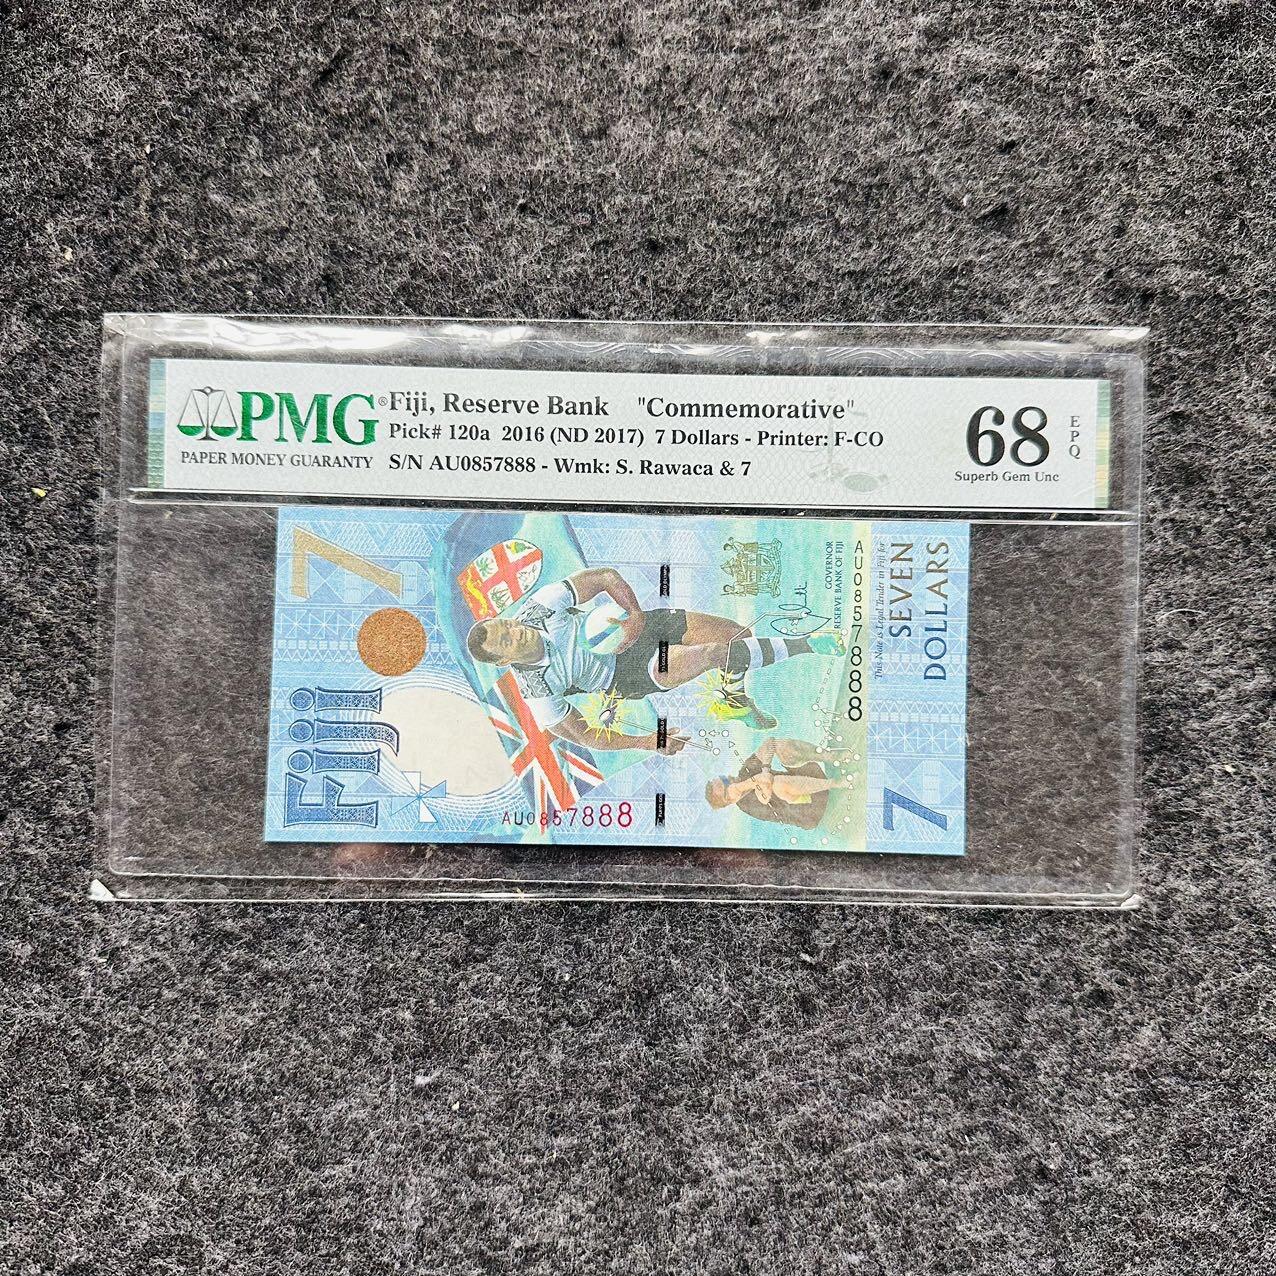 PMG®
PAPER MONEY GUARANTY
Fiji, Reserve Bank "Commemorative"
Pick# 120a 2016 (ND 2017) 7 Dollars - Printer: F-CO
S/N AU0857888 - Wmk: S. Rawaca & 7
68
EPQ
Superb Gem Unc
7
Fiji
AU0857888
GOVERNOR
RESERVE BANK OF FIJI
AU0857888
This Note is Legal Tender in Fiji for
SEVEN
DOLLARS
7